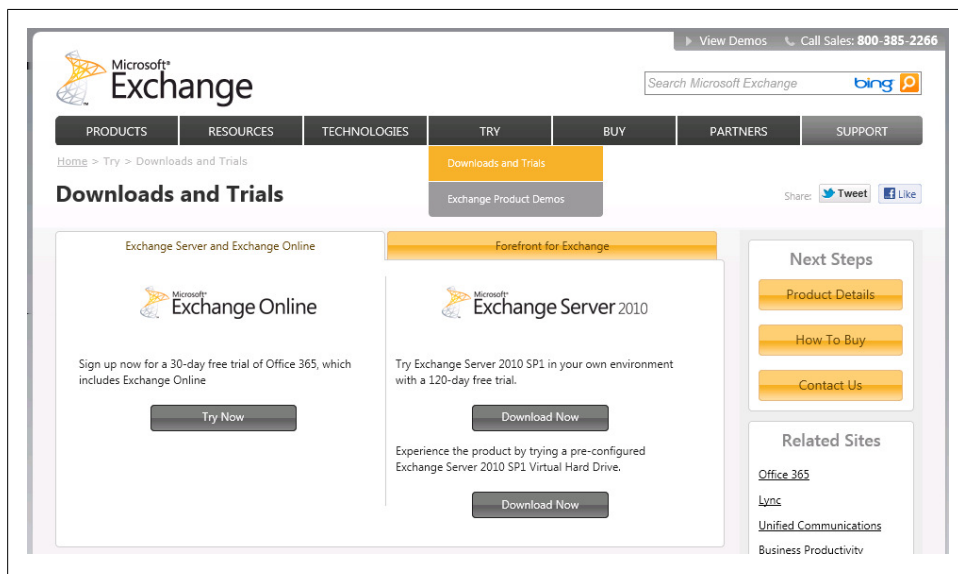 View Demos Call Sales: 800-385-2266
Microsoft®
Exchange
Search Microsoft Exchange bing
PRODUCTS RESOURCES TECHNOLOGIES TRY BUY PARTNERS SUPPORT
Home > Try > Downloads and Trials
Downloads and Trials
Exchange Product Demos
Downloads and Trials
Share: Tweet Like
Exchange Server and Exchange Online
Forefront for Exchange
Microsoft®
Exchange Online
Sign up now for a 30-day free trial of Office 365, which
includes Exchange Online
Try Now
Microsoft®
Exchange Server 2010
Try Exchange Server 2010 SP1 in your own environment
with a 120-day free trial.
Download Now
Experience the product by trying a pre-configured
Exchange Server 2010 SP1 Virtual Hard Drive.
Download Now
Next Steps
Product Details
How To Buy
Contact Us
Related Sites
Office 365
Lync
Unified Communications
Business Productivity